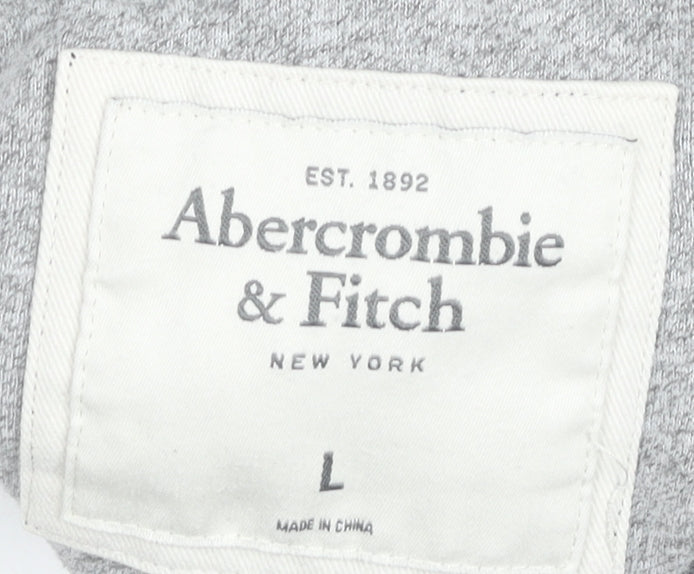 EST. 1892
Abercrombie
& Fitch
NEW YORK
L
MADE IN CHINA